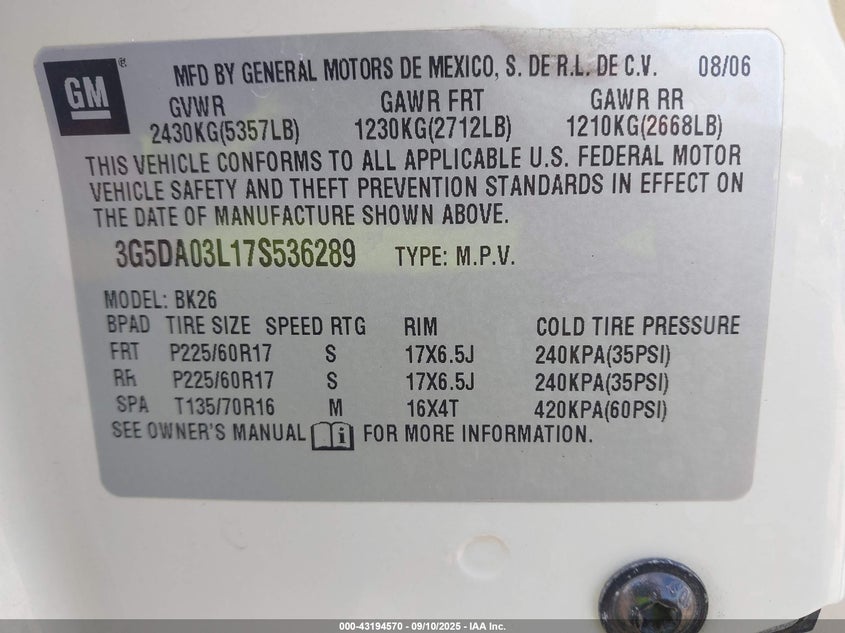 GM ®
MFD BY GENERAL MOTORS DE MEXICO, S. DE R.L. DE C.V. 08/06
GVWR GAWR FRT GAWR RR
2430KG(5357LB) 1230KG(2712LB) 1210KG(2668LB)
THIS VEHICLE CONFORMS TO ALL APPLICABLE U.S. FEDERAL MOTOR
VEHICLE SAFETY AND THEFT PREVENTION STANDARDS IN EFFECT ON
THE DATE OF MANUFACTURE SHOWN ABOVE.
3G5DA03L17S536289 TYPE: M.P.V.
MODEL: BK26
BPAD TIRE SIZE SPEED RTG RIM COLD TIRE PRESSURE
FRT P225/60R17 S 17X6.5J 240KPA(35PSI)
RR P225/60R17 S 17X6.5J 240KPA(35PSI)
SPA T135/70R16 M 16X4T 420KPA(60PSI)
SEE OWNER'S MANUAL i FOR MORE INFORMATION.
000-43194570 - 09/10/2025 - IAA Inc.